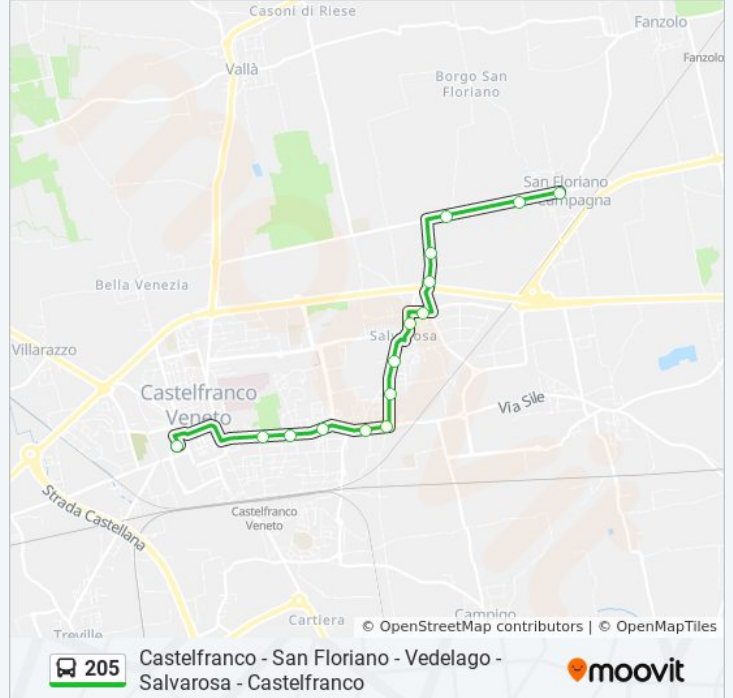 Casoni di Riese
Fanzolo
Vallà
Fanzolo
Borgo San
Floriano
San Floriano
Campagna
Bella Venezia
Salvarosa
Villarazzo
Castelfranco
Veneto
Via Sile
Strada Castellana
Castelfranco
Veneto
Campigo
Cartiera
© OpenStreetMap contributors | © OpenMapTiles
Treville
205
Castelfranco - San Floriano - Vedelago -
Salvarosa - Castelfranco
moovit